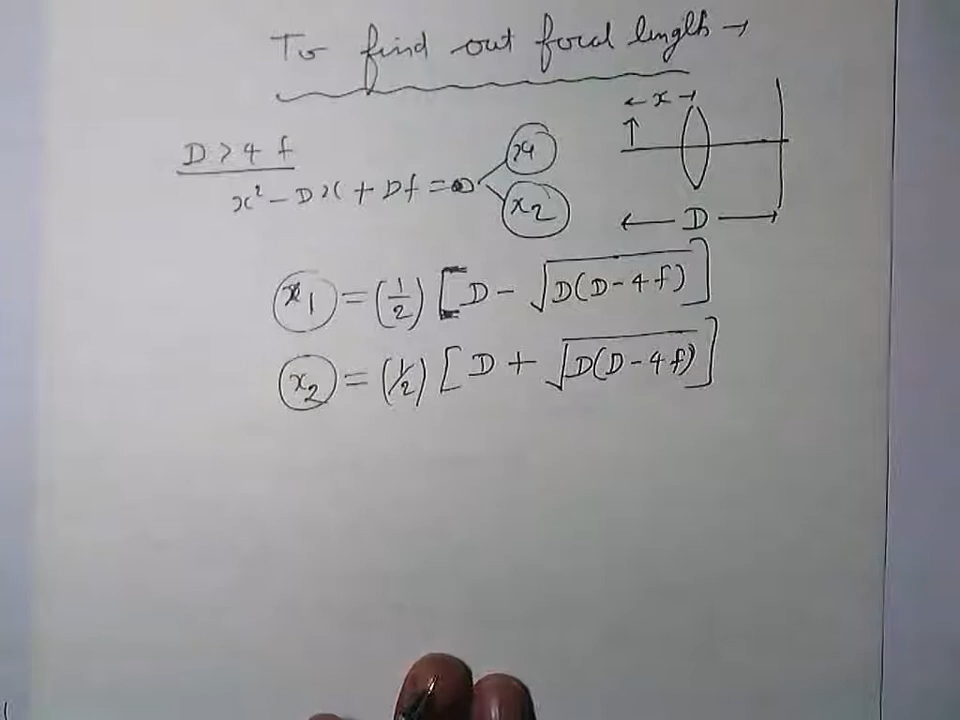 To find out focal length →
← x →
D > 4 f
x² - Dx + Df = 0
x1
x2
← D →
x1 = (1/2) [D - √D(D-4f)]
x2 = (1/2) [D + √D(D-4f)]